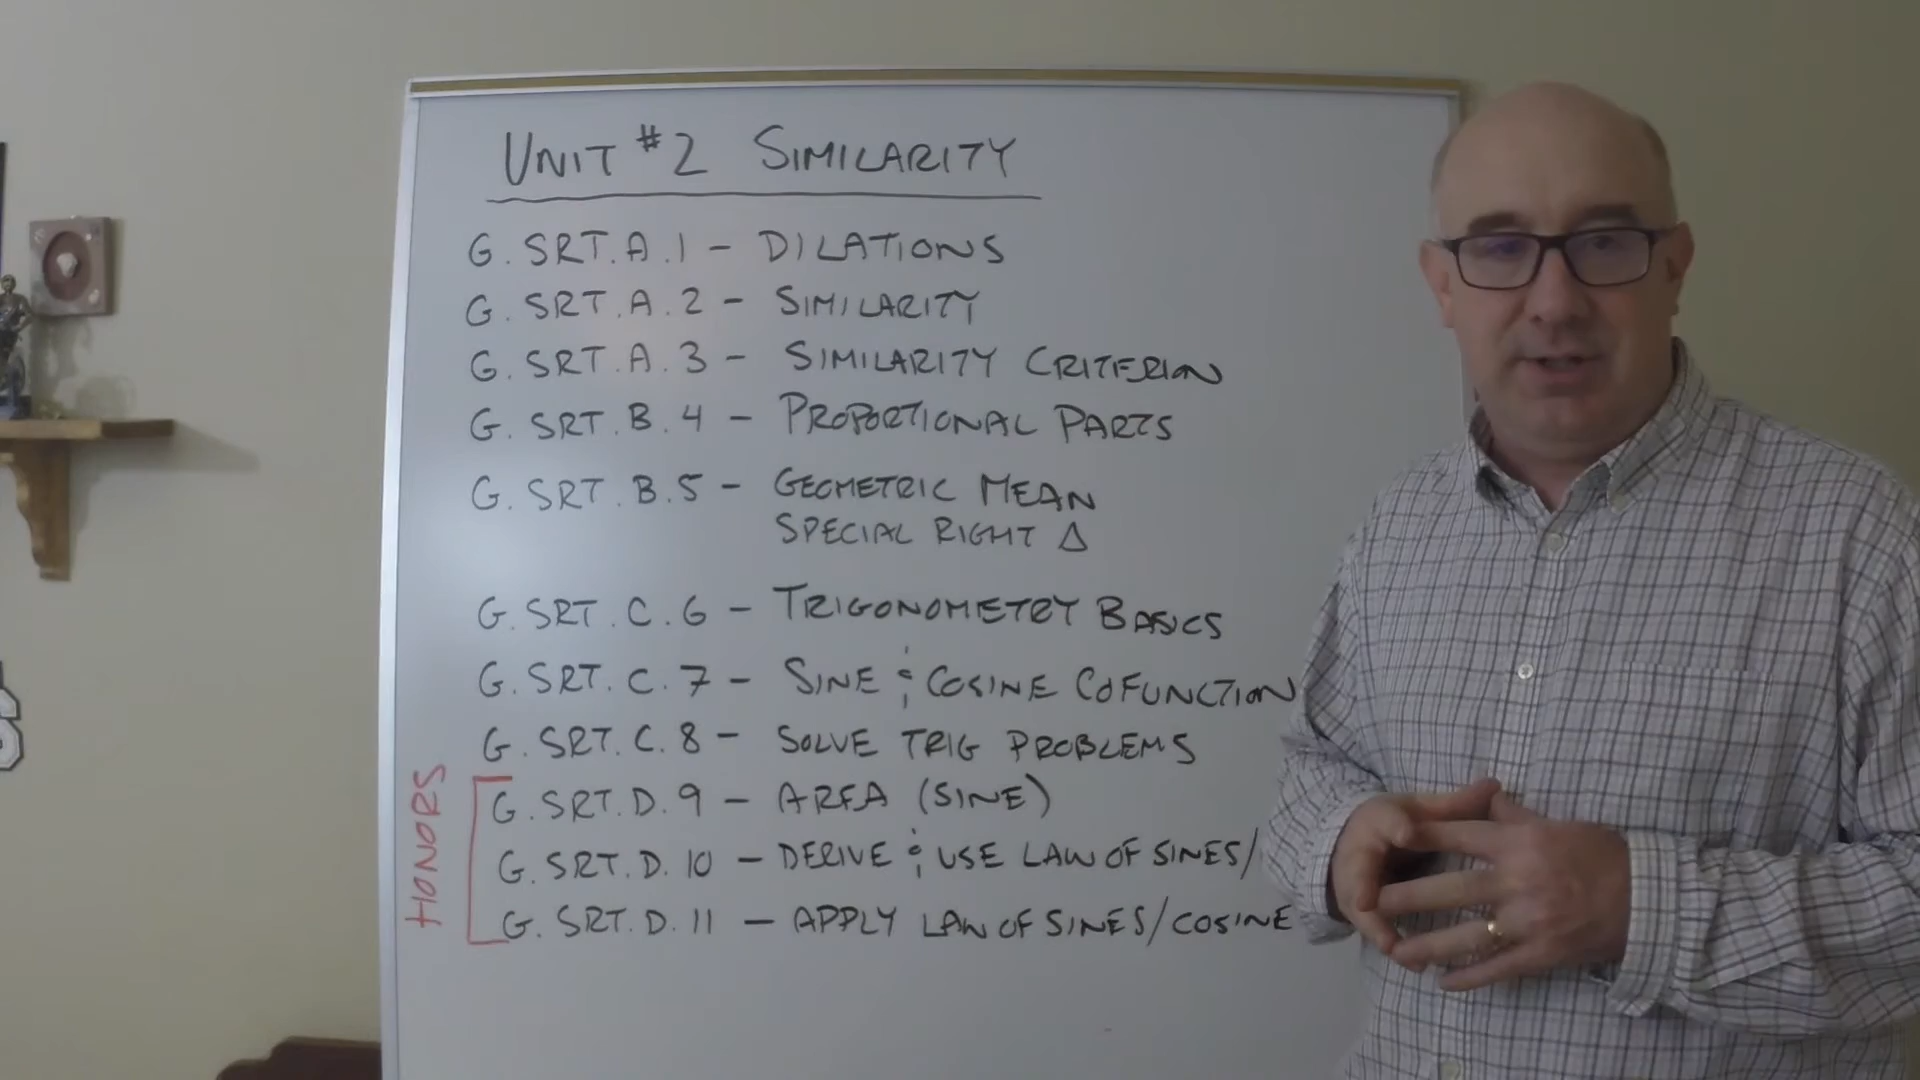 UNIT #2 SIMILARITY
G.SRT.A.1 - DILATIONS
G.SRT.A.2 - SIMILARITY
G.SRT.A.3 - SIMILARITY CRITERION
G.SRT.B.4 - PROPORTIONAL PARTS
G.SRT.B.5 - GEOMETRIC MEAN
SPECIAL RIGHT Δ
G.SRT.C.6 - TRIGONOMETRY BASICS
G.SRT.C.7 - SINE & COSINE COFUNCTION
G.SRT.C.8 - SOLVE TRIG PROBLEMS
HONORS
G.SRT.D.9 - AREA (SINE)
G.SRT.D.10 - DERIVE & USE LAW OF SINES/
G.SRT.D.11 - APPLY LAW OF SINES/COSINE